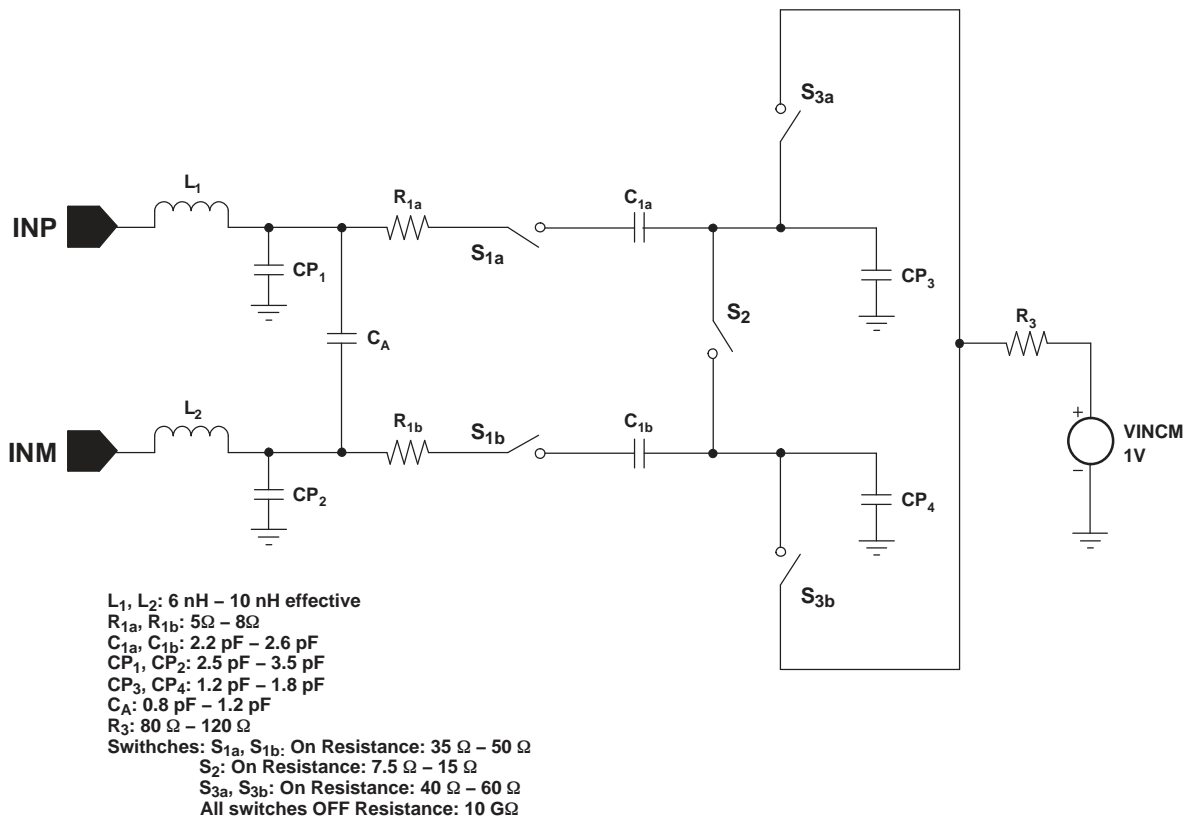 S3a
L1
R1a
C1a
INP
S1a
CP1
CP3
S2
R3
CA
L2
R1b
S1b
C1b
INM
+
VINCM
1V
−
CP2
CP4
S3b
L1, L2: 6 nH – 10 nH effective
R1a, R1b: 5Ω – 8Ω
C1a, C1b: 2.2 pF – 2.6 pF
CP1, CP2: 2.5 pF – 3.5 pF
CP3, CP4: 1.2 pF – 1.8 pF
CA: 0.8 pF – 1.2 pF
R3: 80 Ω – 120 Ω
Swithches: S1a, S1b: On Resistance: 35 Ω – 50 Ω
S2: On Resistance: 7.5 Ω – 15 Ω
S3a, S3b: On Resistance: 40 Ω – 60 Ω
All switches OFF Resistance: 10 GΩ